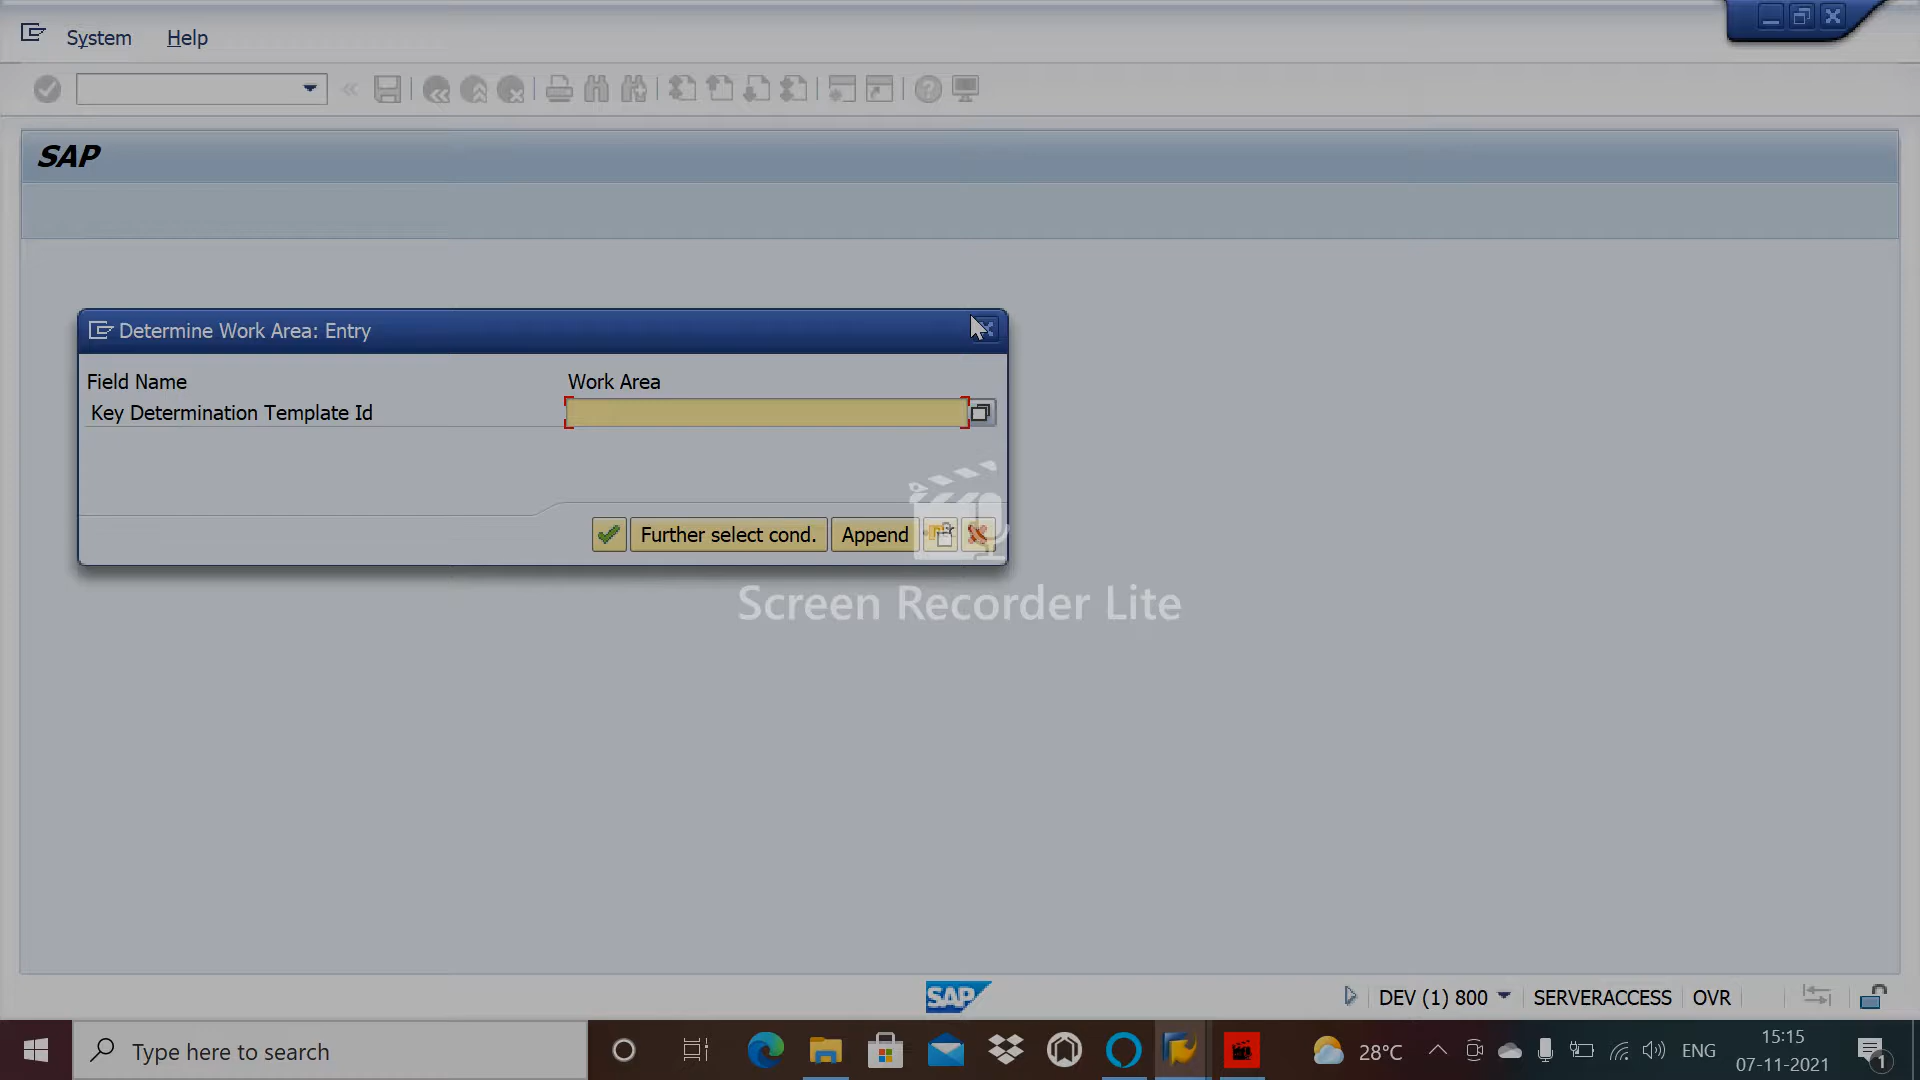 System Help
SAP
Determine Work Area: Entry
Field Name Work Area
Key Determination Template Id
Further select cond. Append
Screen Recorder Lite
SAP DEV (1) 800 SERVERACCESS OVR
Type here to search 28°C ENG 15:15
07-11-2021 1